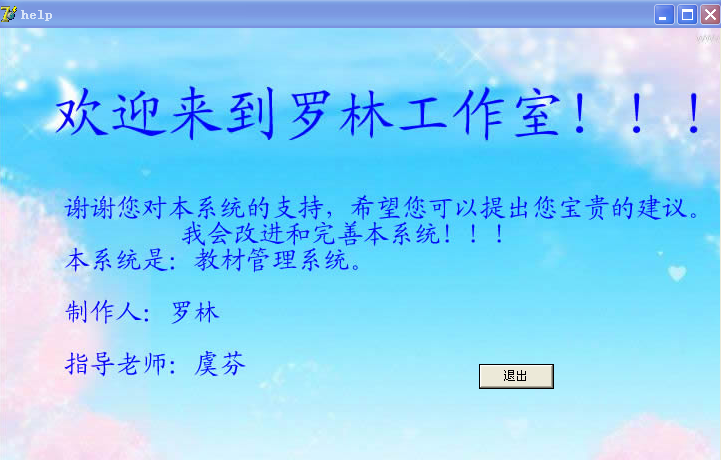 help
www
欢迎来到罗林工作室！！！
谢谢您对本系统的支持，希望您可以提出您宝贵的建议。
我会改进和完善本系统！！！
本系统是：教材管理系统。
制作人：罗林
指导老师：虞芬
退出